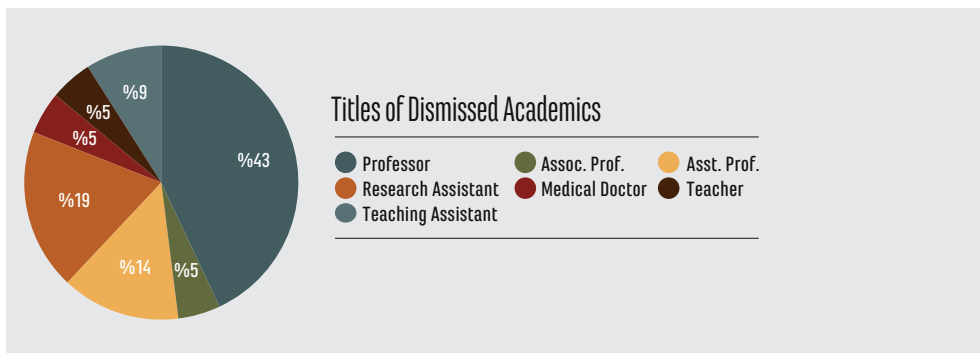 %9
%5
%5
%43
%19
%14
%5
Titles of Dismissed Academics
Professor Assoc. Prof. Asst. Prof.
Research Assistant Medical Doctor Teacher
Teaching Assistant